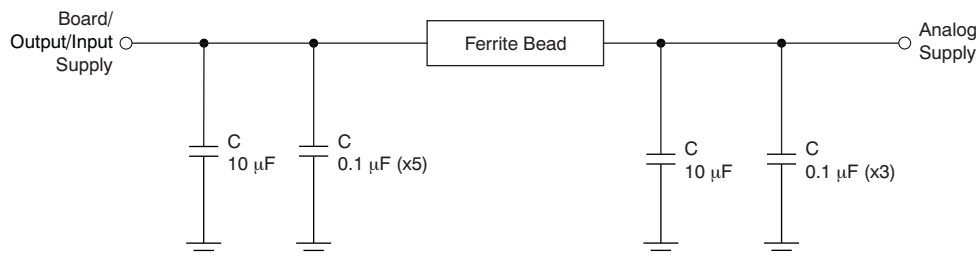 Board/
Output/Input
Supply
Ferrite Bead
Analog
Supply
C
10 μF
C
0.1 μF (x5)
C
10 μF
C
0.1 μF (x3)